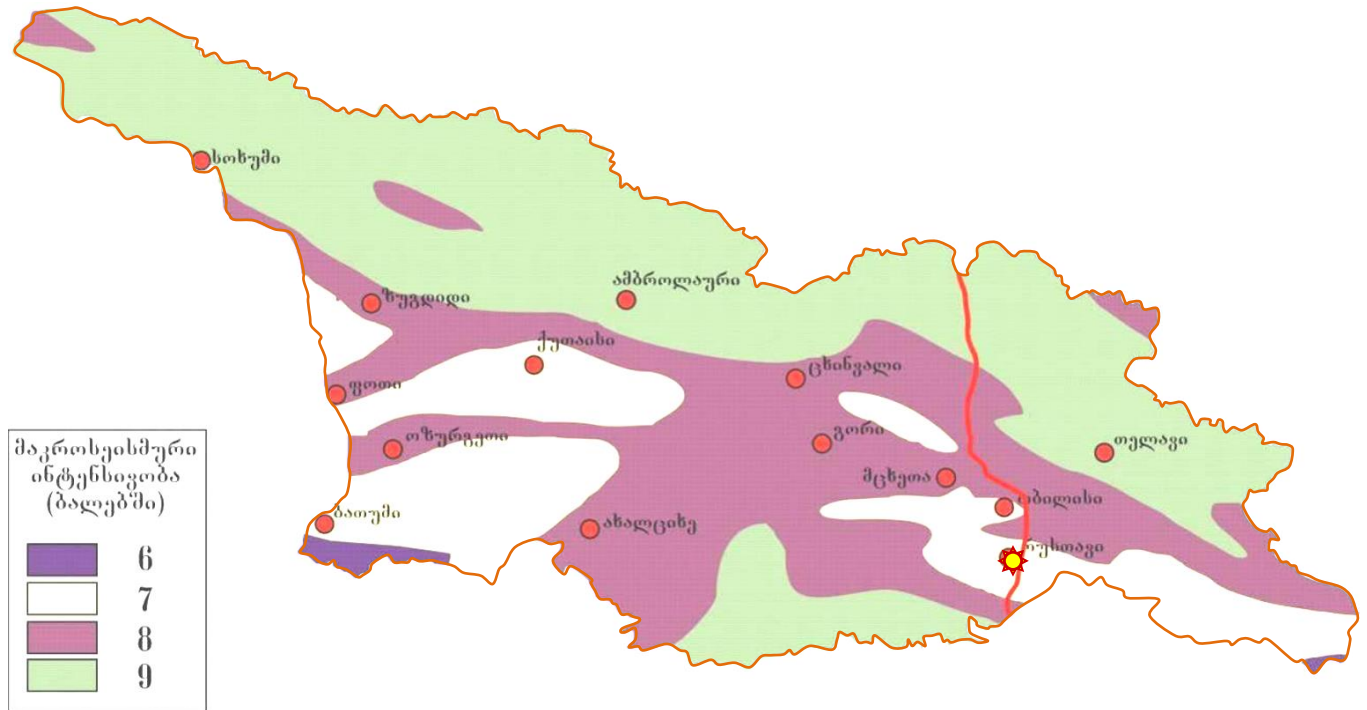 სოხუმი
ამბროლაური
ზუგდიდი
ქუთაისი
ცხინვალი
ფოთი
გორი
ოზურგეთი
თელავი
მცხეთა
ბათუმი
ახალციხე
მაკროსეისმური
ინტენსივობა
(ბალებში)
6
7
8
9